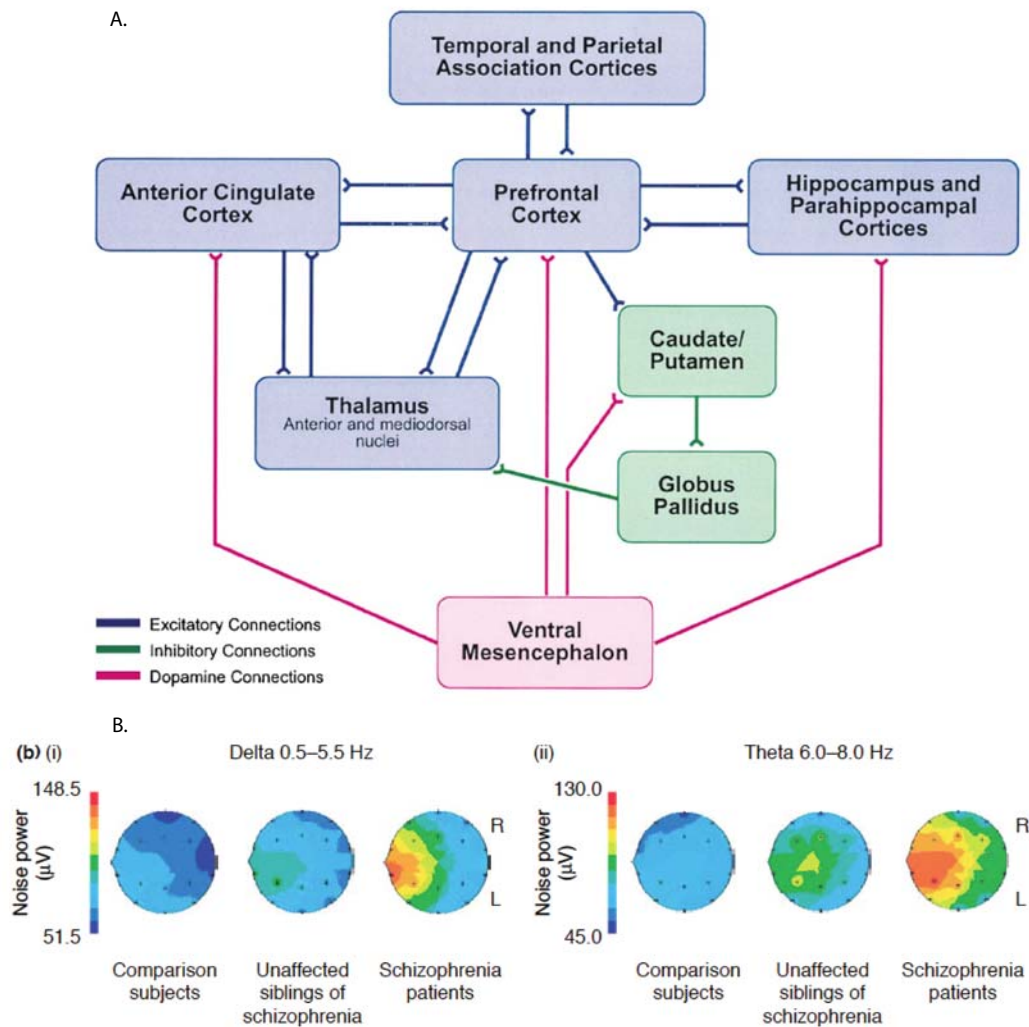 A.
Temporal and Parietal
Association Cortices
Anterior Cingulate
Cortex
Prefrontal
Cortex
Hippocampus and
Parahippocampal
Cortices
Caudate/
Putamen
Thalamus
Anterior and mediodorsal
nuclei
Globus
Pallidus
Ventral
Mesencephalon
Excitatory Connections
Inhibitory Connections
Dopamine Connections
B.
(b) (i)
Delta 0.5–5.5 Hz
148.5
Noise power
(μV)
51.5
R
L
Comparison
subjects
Unaffected
siblings of
schizophrenia
Schizophrenia
patients
(ii)
Theta 6.0–8.0 Hz
130.0
Noise power
(μV)
45.0
R
L
Comparison
subjects
Unaffected
siblings of
schizophrenia
Schizophrenia
patients